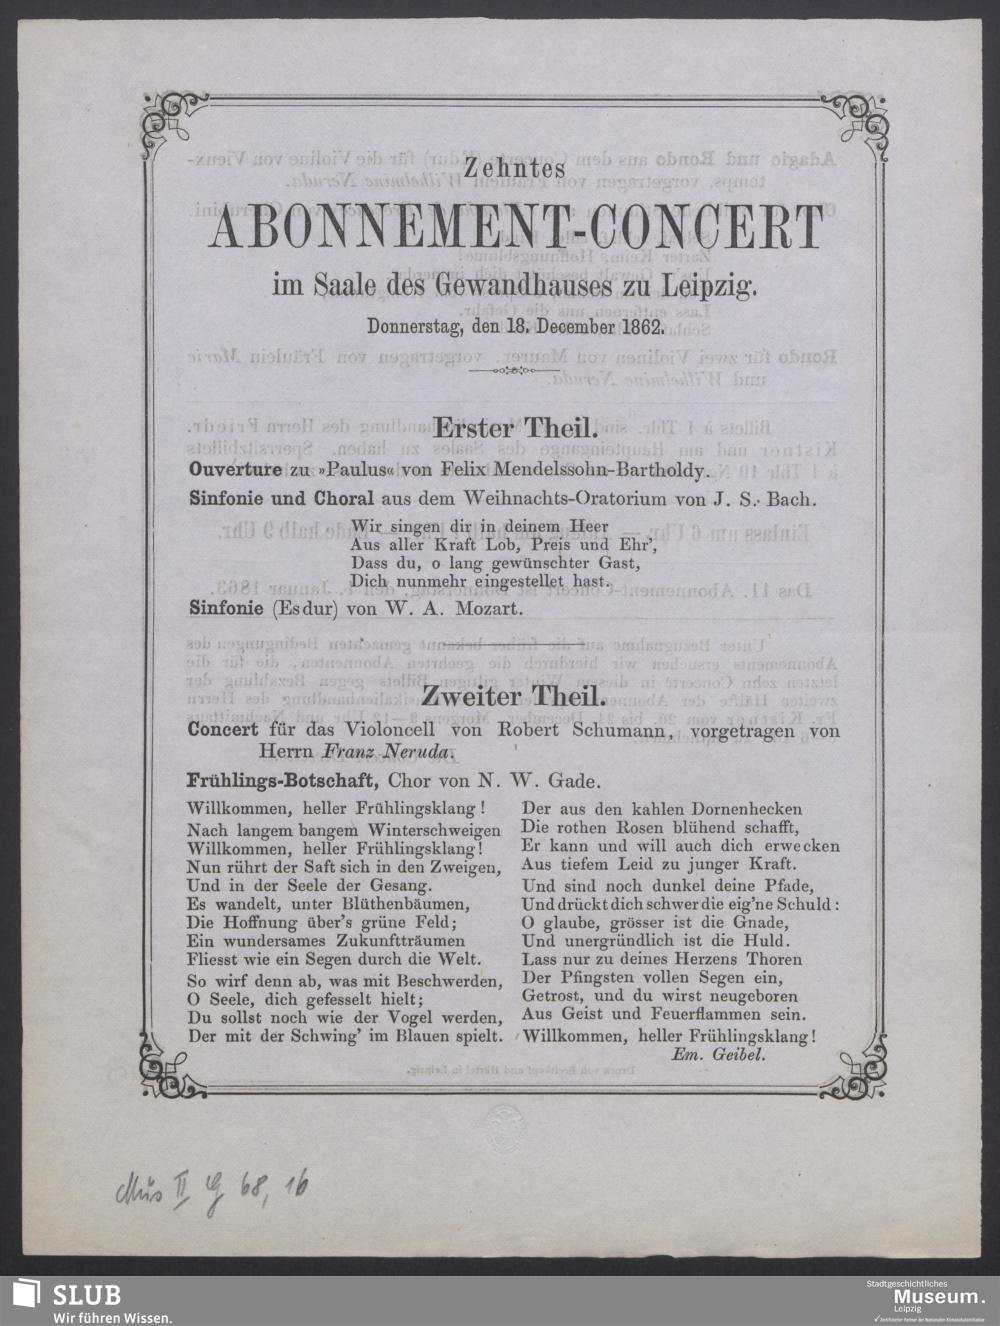 Zehntes
ABONNEMENT-CONCERT
im Saale des Gewandhauses zu Leipzig.
Donnerstag, den 18. December 1862.
Erster Theil.
Ouverture zu »Paulus« von Felix Mendelssohn-Bartholdy.
Sinfonie und Choral aus dem Weihnachts-Oratorium von J. S. Bach.
Wir singen dir in deinem Heer
Aus aller Kraft Lob, Preis und Ehr',
Dass du, o lang gewünschter Gast,
Dich nunmehr eingestellet hast.
Sinfonie (Es dur) von W. A. Mozart.
Zweiter Theil.
Concert für das Violoncell von Robert Schumann, vorgetragen von
Herrn Franz Neruda.
Frühlings-Botschaft, Chor von N. W. Gade.
Willkommen, heller Frühlingsklang!
Nach langem bangem Winterschweigen
Willkommen, heller Frühlingsklang!
Nun rührt der Saft sich in den Zweigen,
Und in der Seele der Gesang.
Es wandelt, unter Blüthenbäumen,
Die Hoffnung über's grüne Feld;
Ein wundersames Zukunftträumen
Fliesst wie ein Segen durch die Welt.
So wirf denn ab, was mit Beschwerden,
O Seele, dich gefesselt hielt;
Du sollst noch wie der Vogel werden,
Der mit der Schwing' im Blauen spielt.
Der aus den kahlen Dornenhecken
Die rothen Rosen blühend schafft,
Er kann und will auch dich erwecken
Aus tiefem Leid zu junger Kraft.
Und sind noch dunkel deine Pfade,
Und drückt dich schwer die eig'ne Schuld:
O glaube, grösser ist die Gnade,
Und unergründlich ist die Huld.
Lass nur zu deines Herzens Thoren
Der Pfingsten vollen Segen ein,
Getrost, und du wirst neugeboren
Aus Geist und Feuerflammen sein.
Willkommen, heller Frühlingsklang!
Em. Geibel.
Mus II G 68, 16
SLUB
Wir führen Wissen.
Stadtgeschichtliches
Museum.
Leipzig
Zertifizierter Partner der Nationalen Klimaschutzinitiative